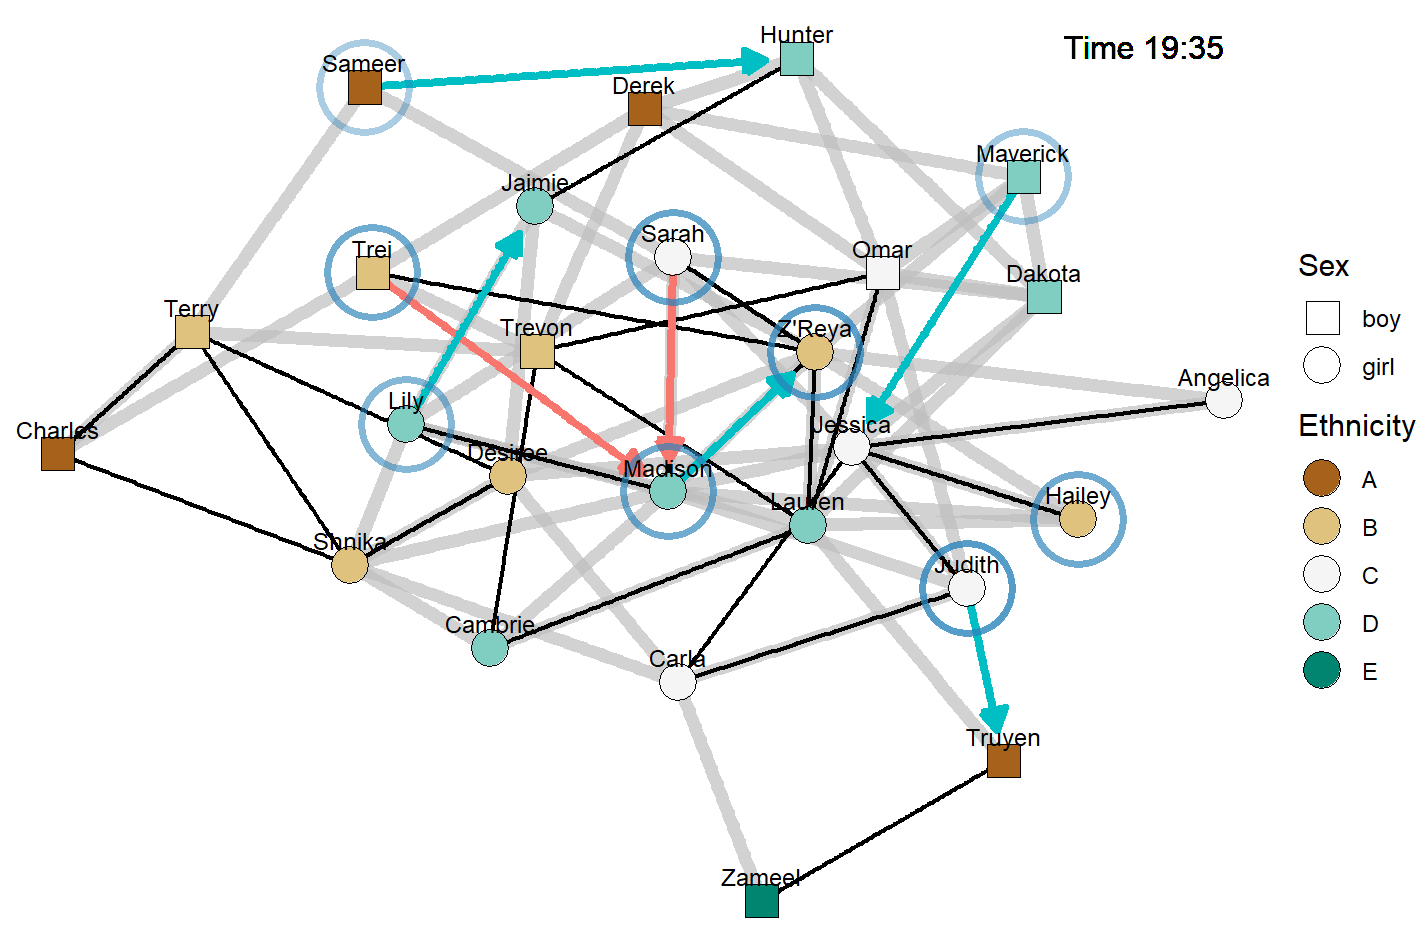 Hunter
Time 19:35
Sameer
Derek
Maverick
Jaimie
Sarah
Trei
Omar
Sex
Dakota
Terry
boy
Trevon
Z'Reya
girl
Angelica
Lily
Ethnicity
Charles
Jessica
Desiree
Madison
A
Hailey
Lauren
B
Shnika
Judith
C
Cambrie
D
Carla
E
Truyen
Zameel